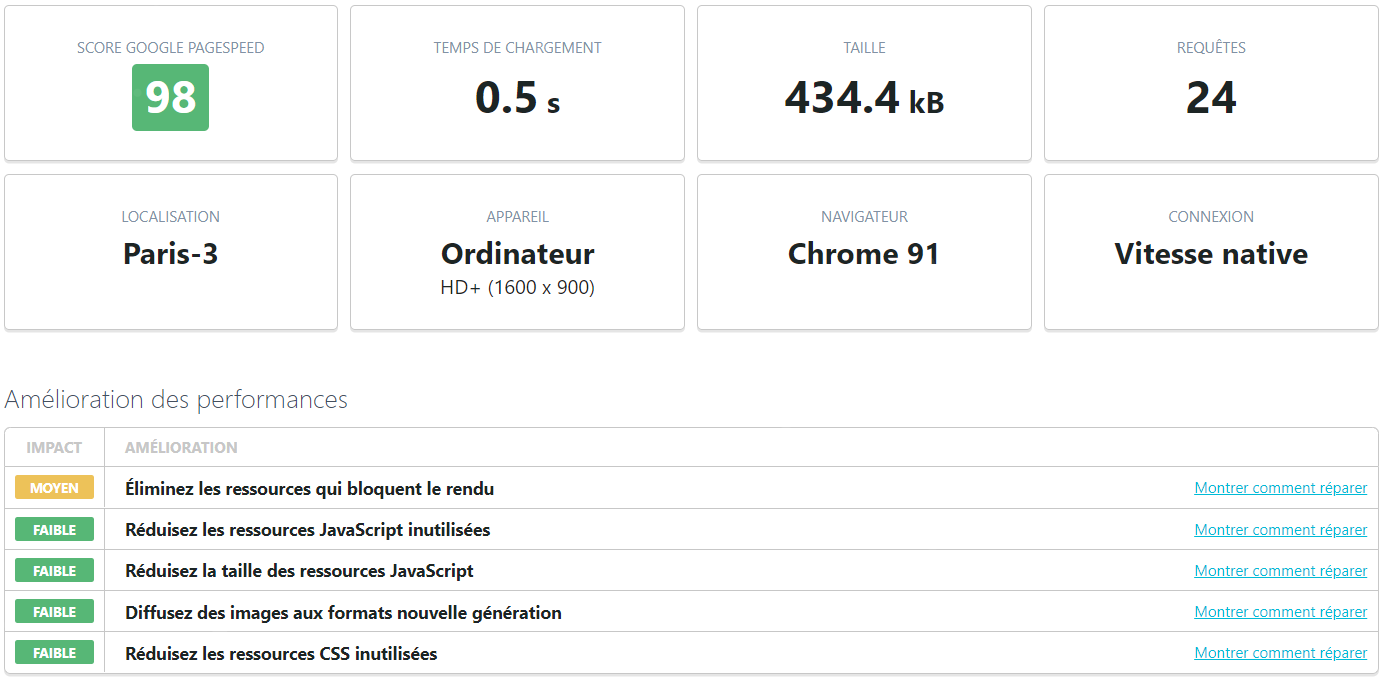 SCORE GOOGLE PAGESPEED
98
TEMPS DE CHARGEMENT
0.5 s
TAILLE
434.4 kB
REQUÊTES
24
LOCALISATION
Paris-3
APPAREIL
Ordinateur
HD+ (1600 x 900)
NAVIGATEUR
Chrome 91
CONNEXION
Vitesse native
Amélioration des performances
IMPACT AMÉLIORATION
MOYEN Éliminez les ressources qui bloquent le rendu Montrer comment réparer
FAIBLE Réduisez les ressources JavaScript inutilisées Montrer comment réparer
FAIBLE Réduisez la taille des ressources JavaScript Montrer comment réparer
FAIBLE Diffusez des images aux formats nouvelle génération Montrer comment réparer
FAIBLE Réduisez les ressources CSS inutilisées Montrer comment réparer